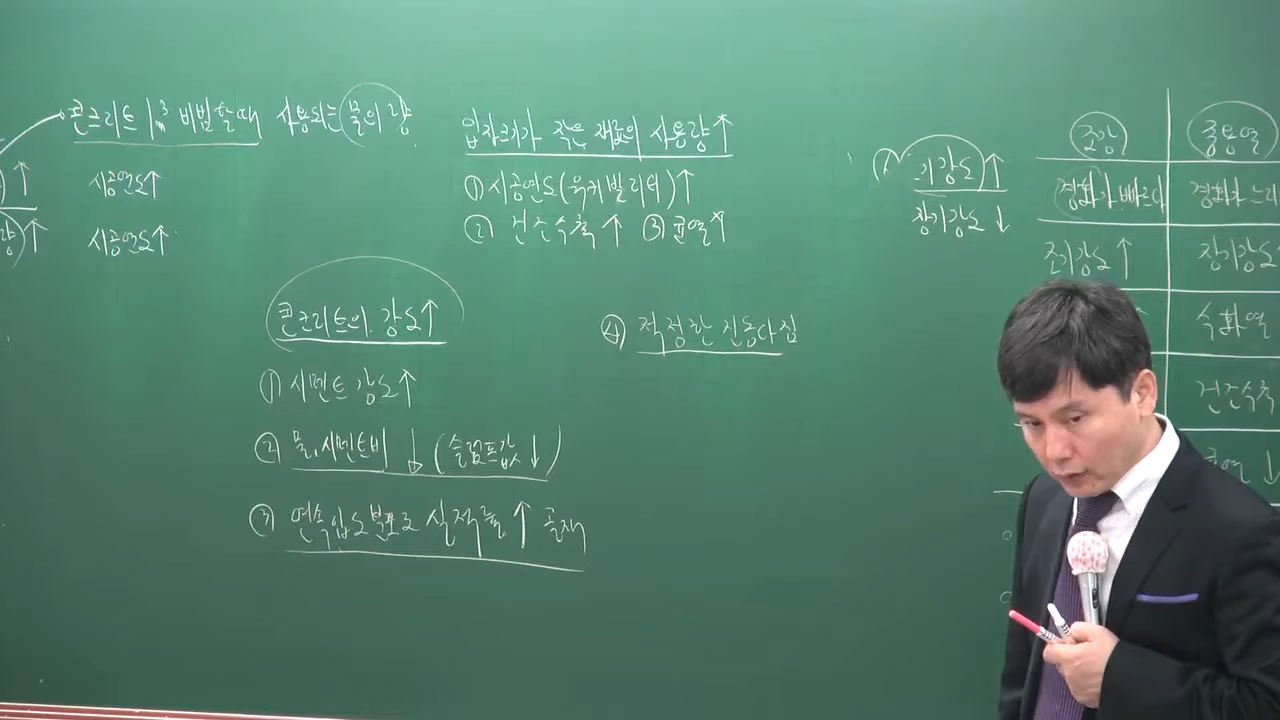 콘크리트 1m³ 비빔할때 사용되는 물의 양
↑ 시공연도↑
량)↑ 시공연도↑
입자크기가 작은 재료의 사용량↑
① 시공연도(워커빌리티)↑
② 건조수축↑ ③ 균열↑
콘크리트의 강도↑
① 시멘트 강도↑
② 물.시멘트비 ↓ (슬럼프값↓)
③ 연속입도분포로 실적률↑ 골재
④ 적정한 진동다짐
기강도↑
장기강도↓
조강 중용열
경화가 빠르다 경화가 느리
조기강도↑ 장기강도
수화열
건조수축
균열↓